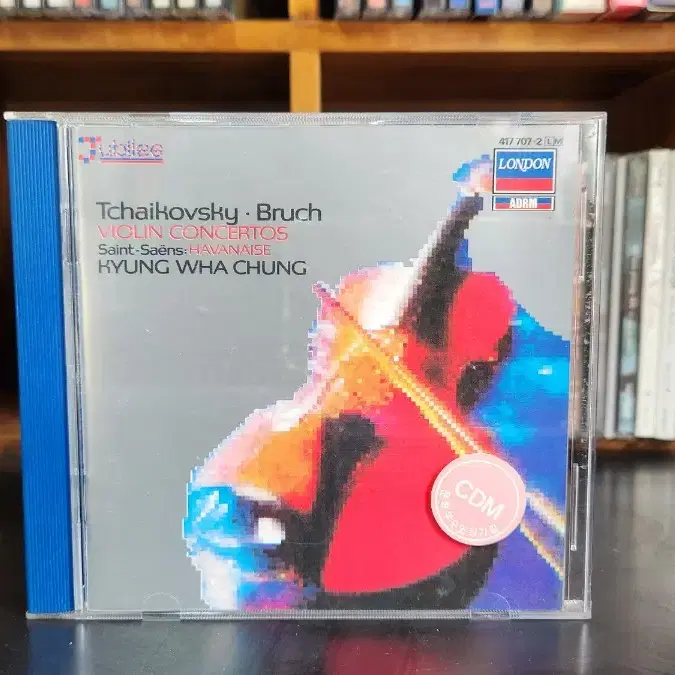 Jubilee
417 707-2 LM
LONDON
ADRM
Tchaikovsky · Bruch
VIOLIN CONCERTOS
Saint-Saëns: HAVANAISE
KYUNG WHA CHUNG
CDM